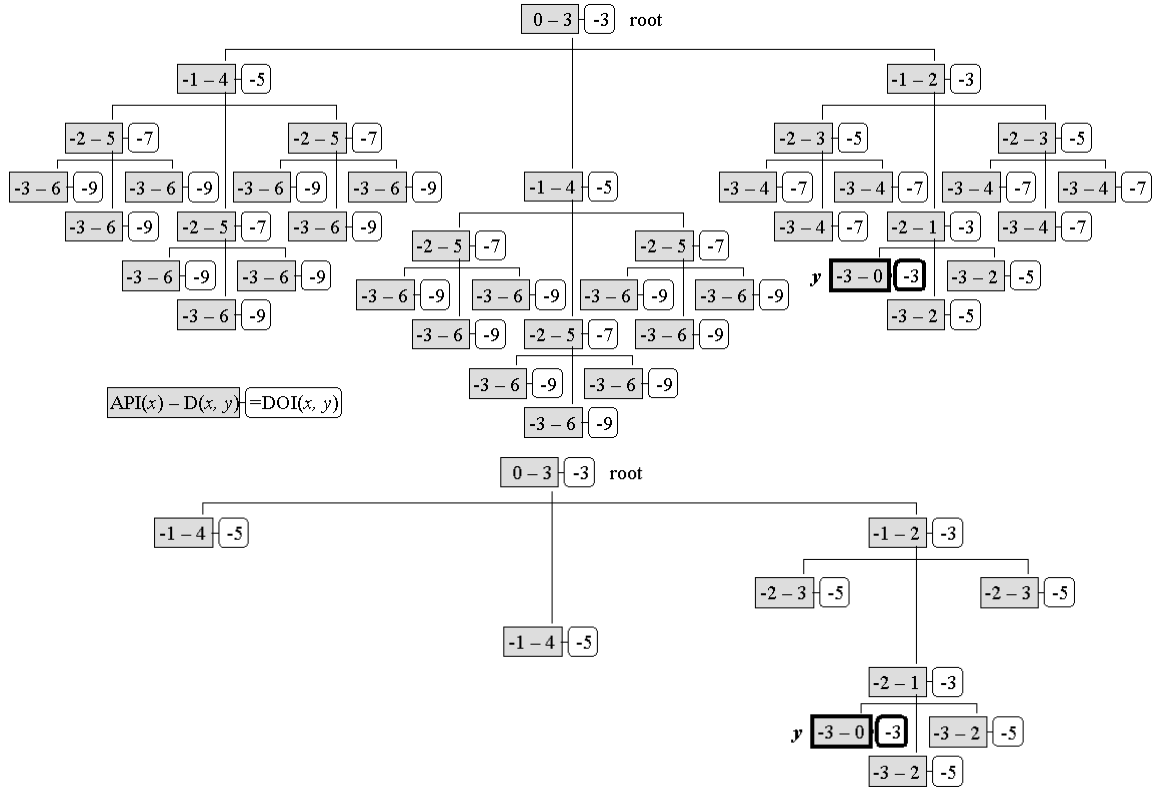 0 – 3 -3 root
-1 – 4 -5 -1 – 2 -3
-2 – 5 -7 -2 – 5 -7 -2 – 3 -5 -2 – 3 -5
-3 – 6 -9 -3 – 6 -9 -3 – 6 -9 -3 – 6 -9 -1 – 4 -5 -3 – 4 -7 -3 – 4 -7 -3 – 4 -7 -3 – 4 -7
-3 – 6 -9 -2 – 5 -7 -3 – 6 -9 -3 – 4 -7 -2 – 1 -3 -3 – 4 -7
-2 – 5 -7 -2 – 5 -7
-3 – 6 -9 -3 – 6 -9 y -3 – 0 -3 -3 – 2 -5
-3 – 6 -9 -3 – 6 -9 -3 – 6 -9 -3 – 6 -9
-3 – 6 -9 -3 – 2 -5
-3 – 6 -9 -2 – 5 -7 -3 – 6 -9
-3 – 6 -9 -3 – 6 -9
API(x) – D(x, y) =DOI(x, y)
-3 – 6 -9
0 – 3 -3 root
-1 – 4 -5 -1 – 2 -3
-2 – 3 -5 -2 – 3 -5
-1 – 4 -5
-2 – 1 -3
y -3 – 0 -3 -3 – 2 -5
-3 – 2 -5